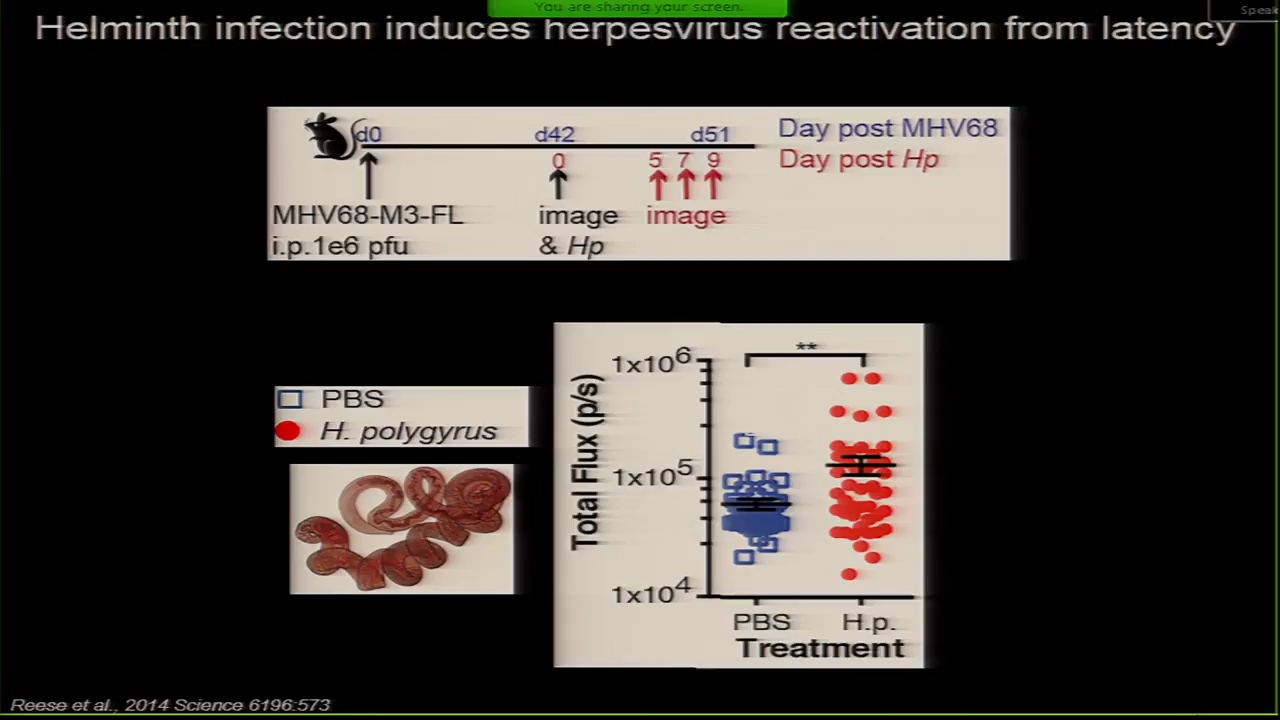 You are sharing your screen.
Speak
Helminth infection induces herpesvirus reactivation from latency
d0 d42 d51 Day post MHV68
0 5 7 9 Day post Hp
MHV68-M3-FL image image
i.p.1e6 pfu & Hp
PBS
H. polygyrus
**
1x10⁶
1x10⁵
1x10⁴
Total Flux (p/s)
PBS H.p.
Treatment
Reese et al., 2014 Science 6196:573